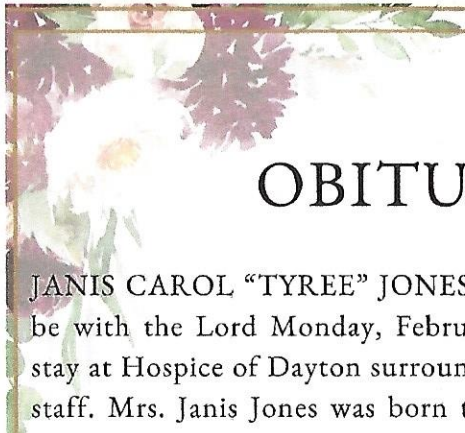 OBITU
JANIS CAROL “TYREE” JONES
be with the Lord Monday, Febru
stay at Hospice of Dayton surroun
staff. Mrs. Janis Jones was born t